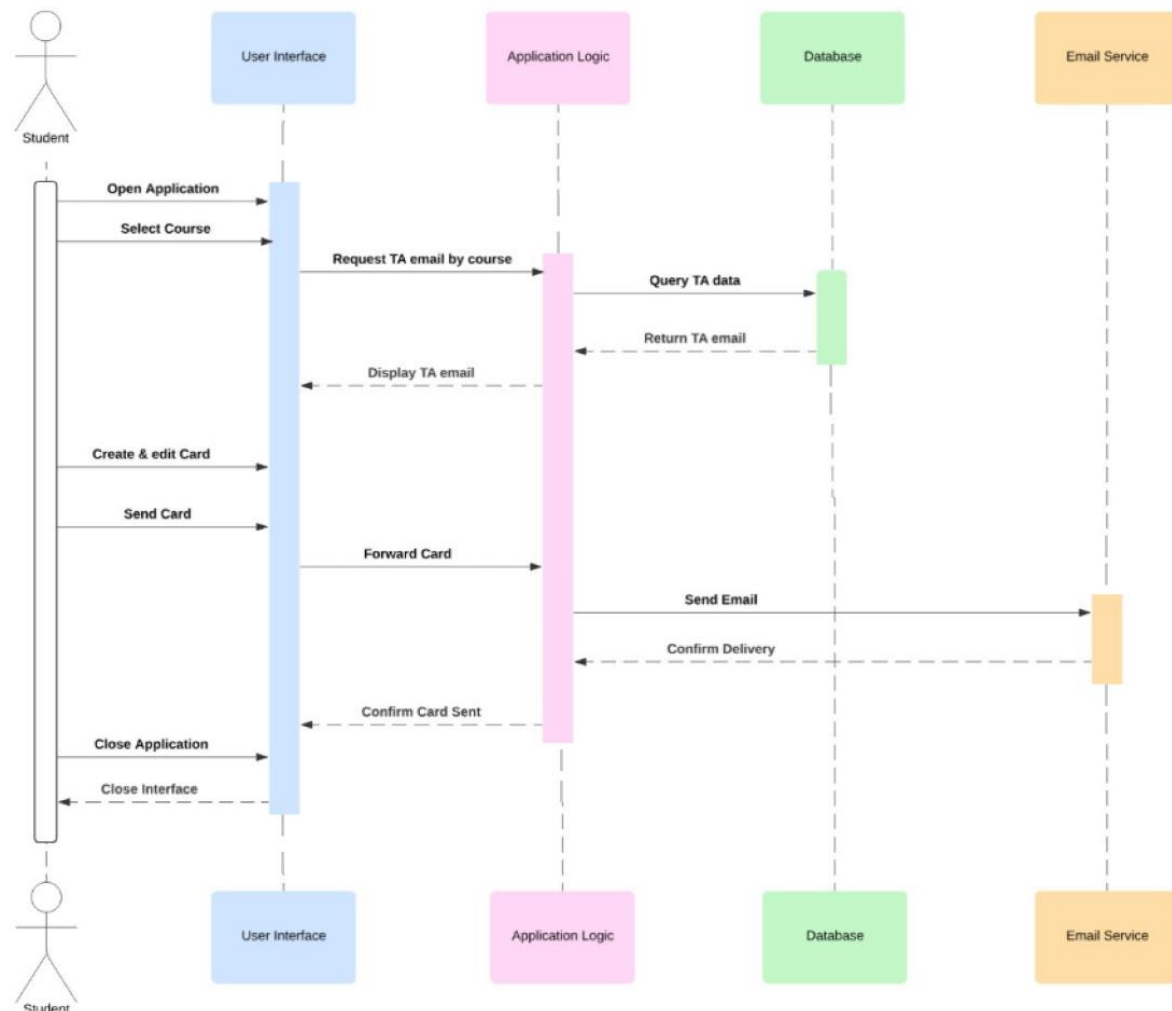 User Interface
Application Logic
Database
Email Service
Student
Open Application
Select Course
Request TA email by course
Query TA data
Return TA email
Display TA email
Create & edit Card
Send Card
Forward Card
Send Email
Confirm Delivery
Confirm Card Sent
Close Application
Close Interface
User Interface
Application Logic
Database
Email Service
Student